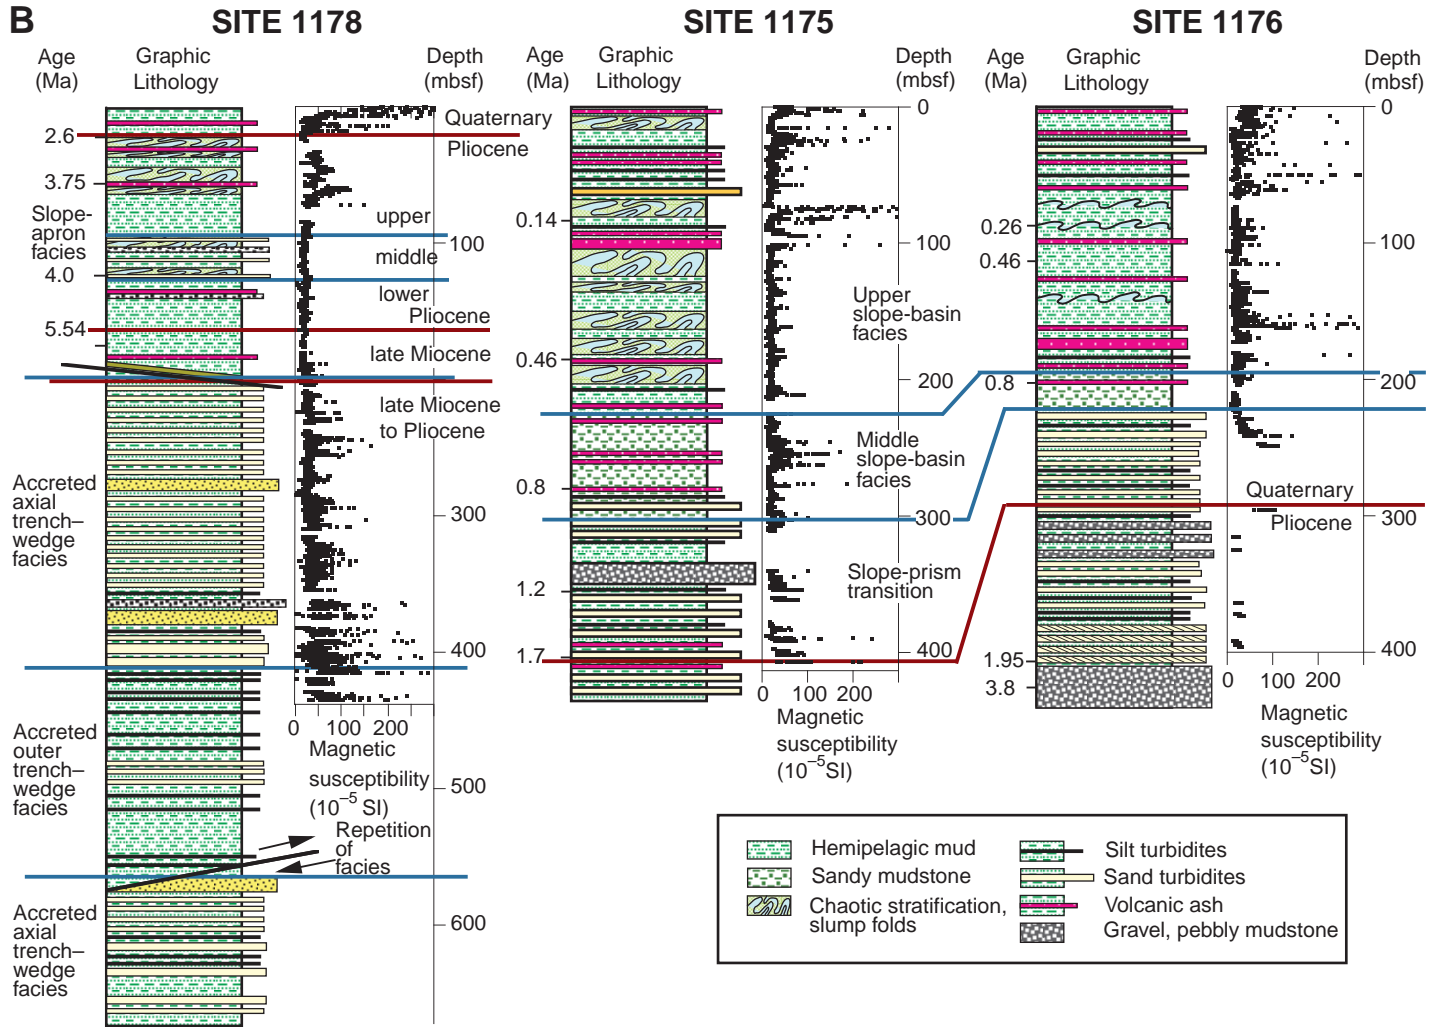 B
SITE 1178
SITE 1175
SITE 1176
Age
(Ma)
Graphic
Lithology
Depth
(mbsf)
Age
(Ma)
Graphic
Lithology
Depth
(mbsf)
Age
(Ma)
Graphic
Lithology
Depth
(mbsf)
2.6
3.75
Slope-
apron
facies
4.0
5.54
Accreted
axial
trench–
wedge
facies
Accreted
outer
trench–
wedge
facies
Accreted
axial
trench–
wedge
facies
Quaternary
Pliocene
upper
100
middle
lower
Pliocene
late Miocene
late Miocene
to Pliocene
300
400
0
100
200
Magnetic
susceptibility
(10–5 SI)
500
Repetition
of
facies
600
0.14
0.46
0.8
1.2
1.7
0
100
Upper
slope-basin
facies
200
Middle
slope-basin
facies
300
Slope-prism
transition
400
0
100
200
Magnetic
susceptibility
(10–5SI)
0.26
0.46
0.8
1.95
3.8
0
100
200
Quaternary
300
Pliocene
400
0
100
200
Magnetic
susceptibility
(10–5SI)
Hemipelagic mud
Sandy mudstone
Chaotic stratification,
slump folds
Silt turbidites
Sand turbidites
Volcanic ash
Gravel, pebbly mudstone